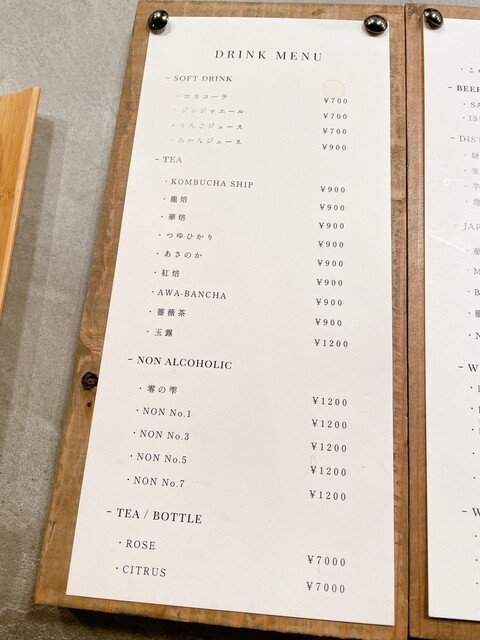 DRINK MENU
- SOFT DRINK
・コカコーラ ¥700
・ジンジャエール ¥700
・りんごジュース ¥700
・みかんジュース ¥900
- TEA
・KOMBUCHA SHIP ¥900
・龍焙 ¥900
・華焙 ¥900
・つゆひかり ¥900
・あさのか ¥900
・紅焙 ¥900
・AWA-BANCHA ¥900
・薔薇茶 ¥900
・玉露 ¥1200
- NON ALCOHOLIC
・零の雫 ¥1200
・NON No.1 ¥1200
・NON No.3 ¥1200
・NON No.5 ¥1200
・NON No.7 ¥1200
- TEA / BOTTLE
・ROSE ¥7000
・CITRUS ¥7000